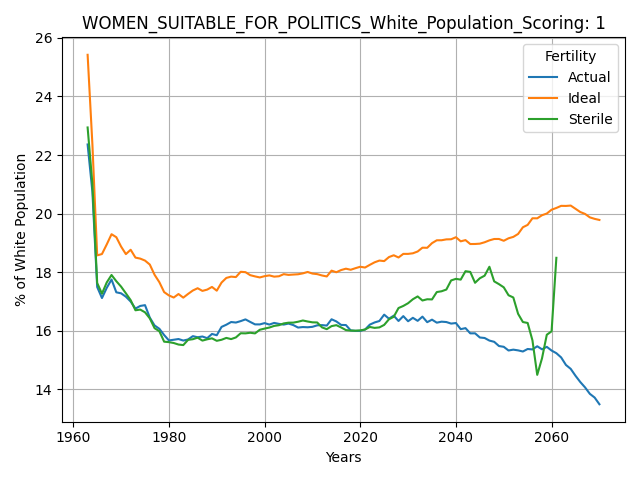 WOMEN_SUITABLE_FOR_POLITICS_White_Population_Scoring: 1
26
24
22
20
18
16
14
% of White Population
Fertility
Actual
Ideal
Sterile
1960
1980
2000
2020
2040
2060
Years